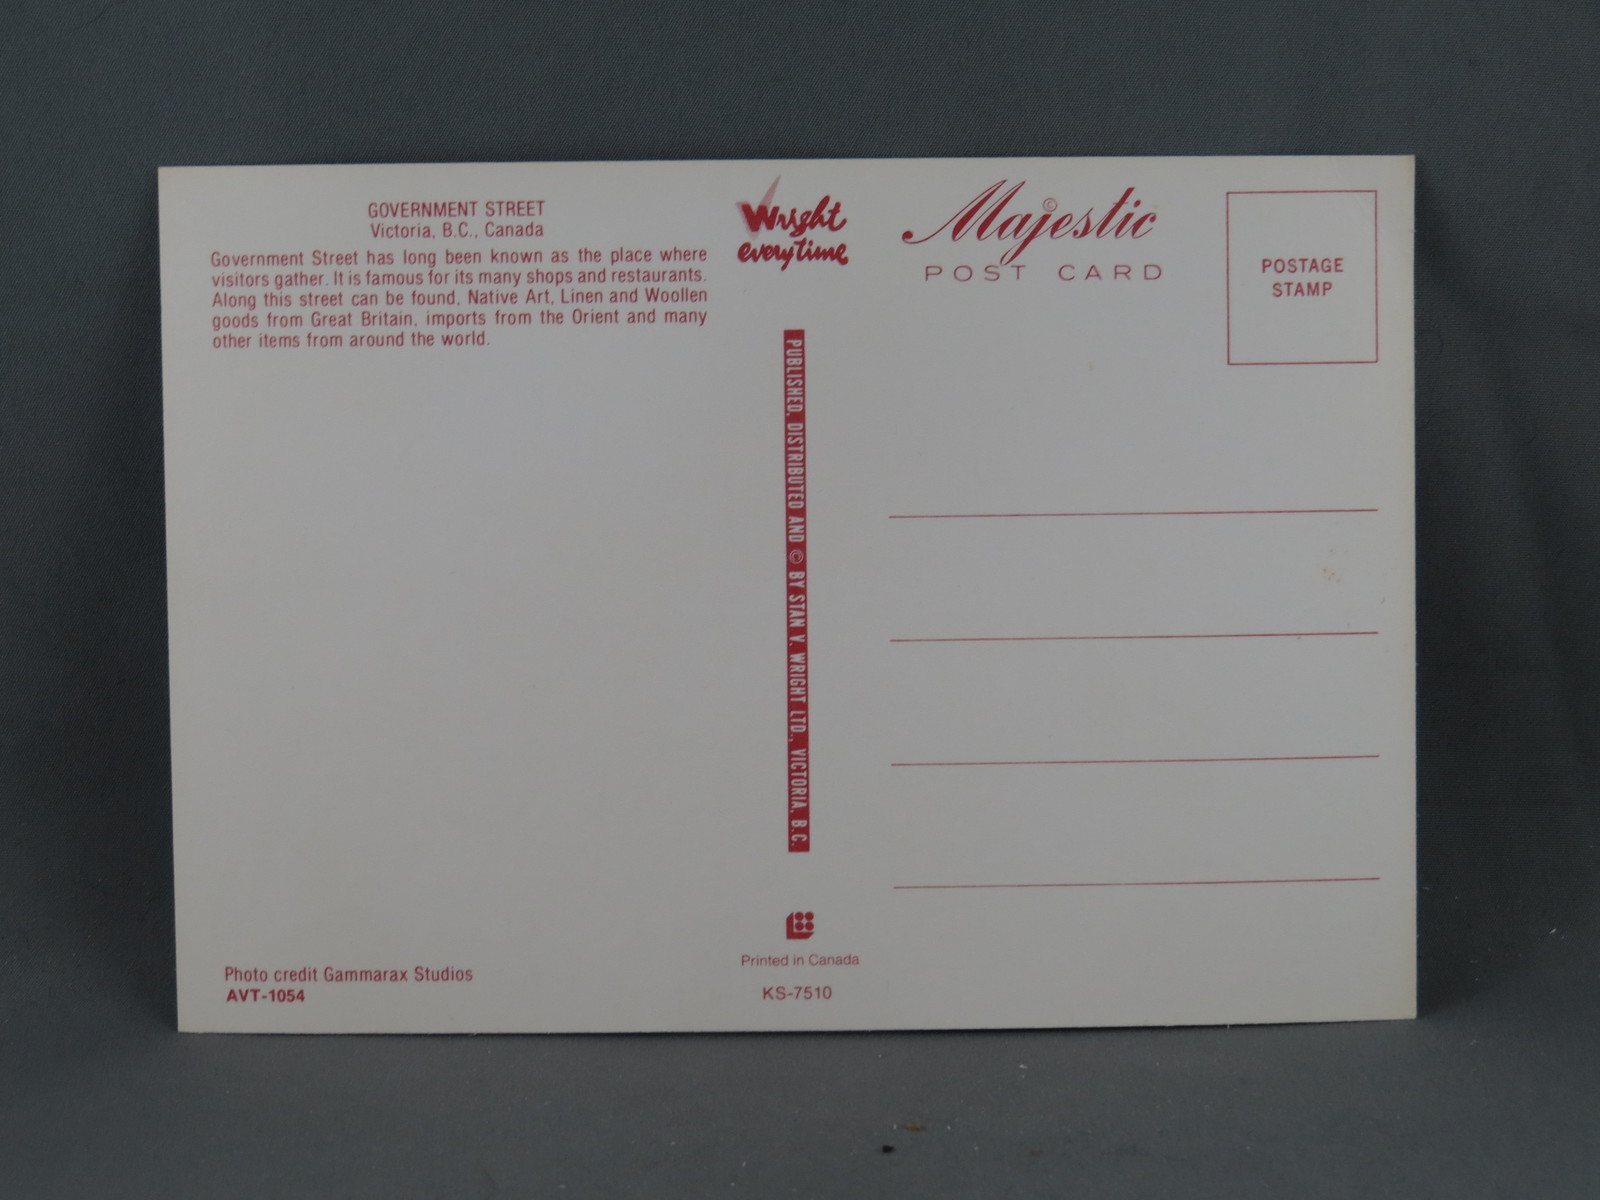 GOVERNMENT STREET
Victoria, B.C., Canada
Government Street has long been known as the place where
visitors gather. It is famous for its many shops and restaurants.
Along this street can be found, Native Art, Linen and Woollen
goods from Great Britain, imports from the Orient and many
other items from around the world.
Photo credit Gammarax Studios
AVT-1054
Wright
everytime
PUBLISHED, DISTRIBUTED AND © BY STAN V. WRIGHT LTD., VICTORIA, B.C.
Printed in Canada
KS-7510
Majestic ©
POST CARD
POSTAGE
STAMP